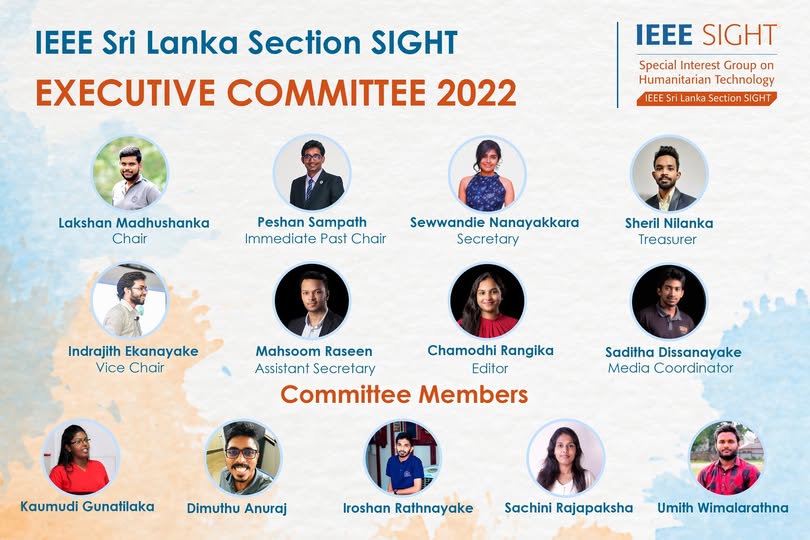 IEEE Sri Lanka Section SIGHT
EXECUTIVE COMMITTEE 2022
IEEE SIGHT
Special Interest Group on
Humanitarian Technology
IEEE Sri Lanka Section SIGHT
Lakshan Madhushanka
Chair
Peshan Sampath
Immediate Past Chair
Sewwandie Nanayakkara
Secretary
Sheril Nilanka
Treasurer
Indrajith Ekanayake
Vice Chair
Mahsoom Raseen
Assistant Secretary
Chamodhi Rangika
Editor
Saditha Dissanayake
Media Coordinator
Committee Members
Kaumudi Gunatilaka
Dimuthu Anuraj
Iroshan Rathnayake
Sachini Rajapaksha
Umith Wimalarathna